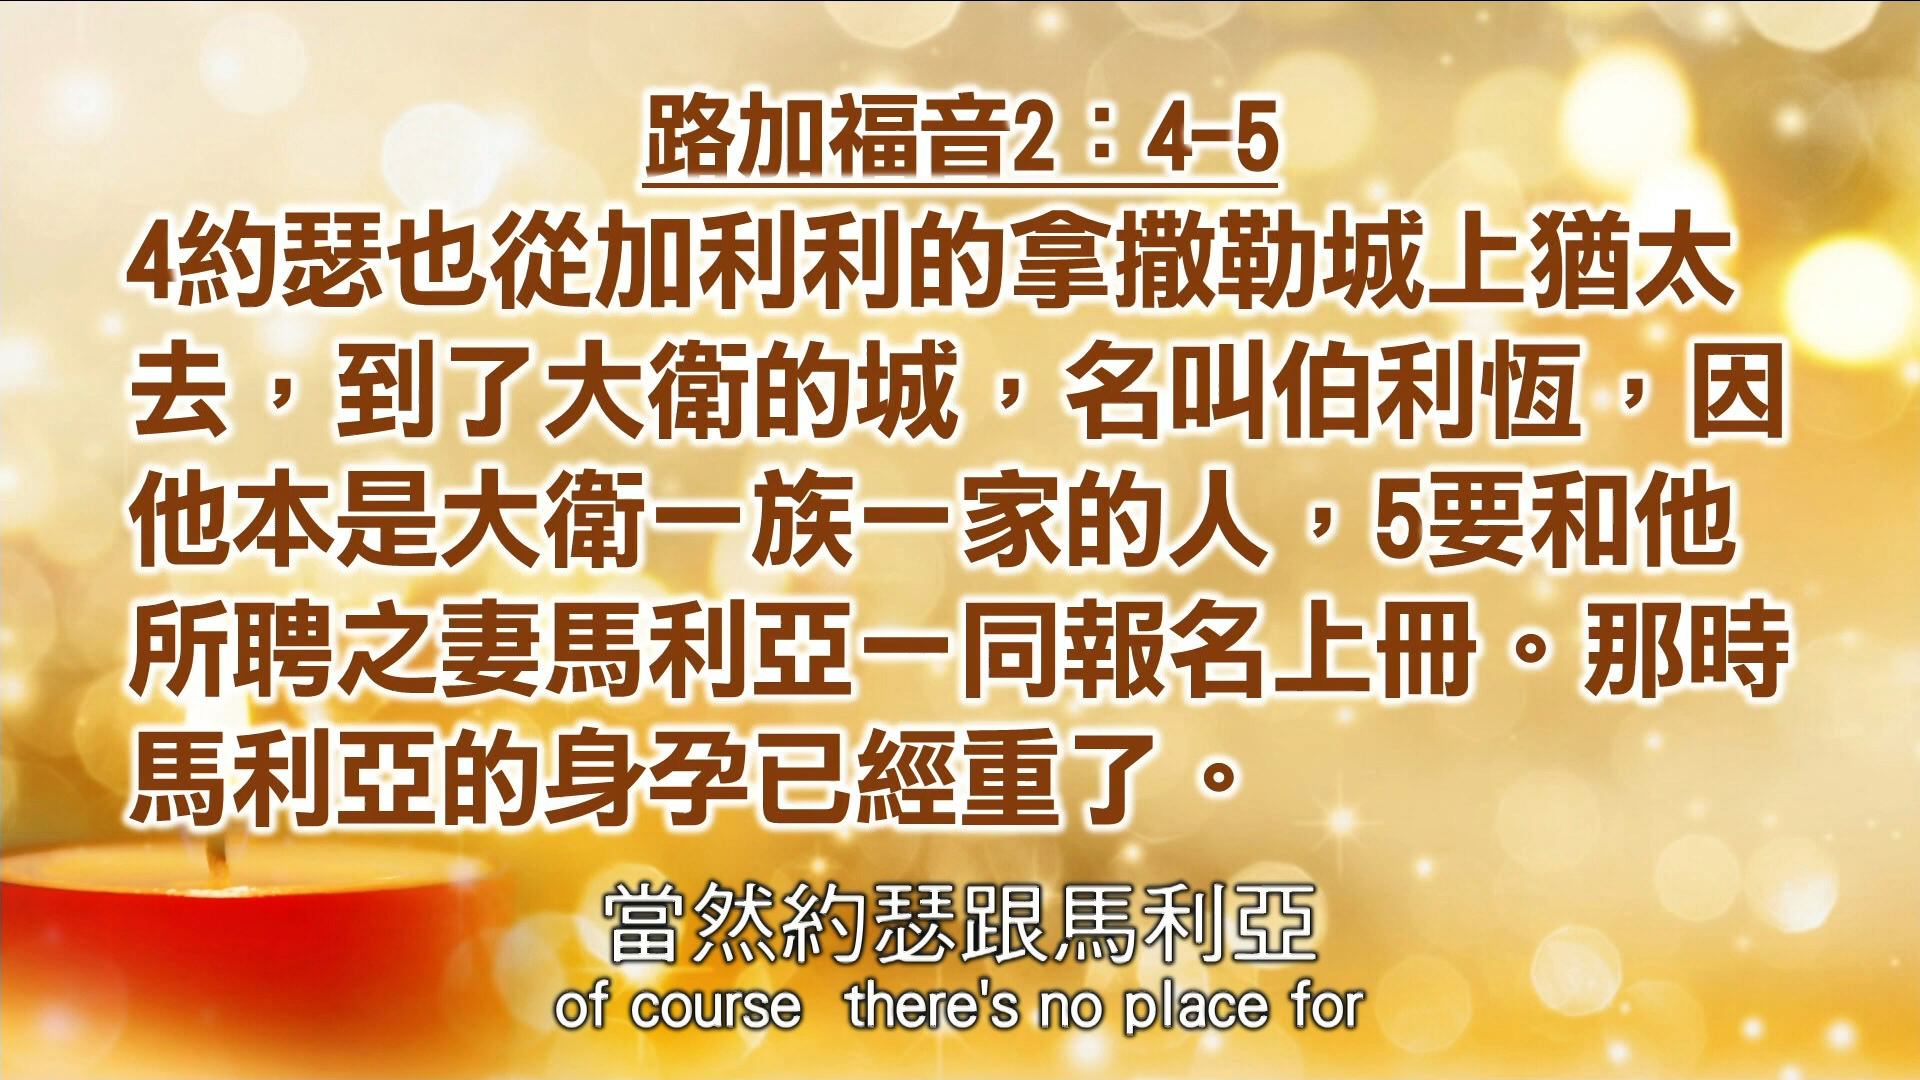 路加福音2：4-5
4約瑟也從加利利的拿撒勒城上猶太
去，到了大衛的城，名叫伯利恆，因
他本是大衛一族一家的人，5要和他
所聘之妻馬利亞一同報名上冊。那時
馬利亞的身孕已經重了。
當然約瑟跟馬利亞
of course  there's no place for